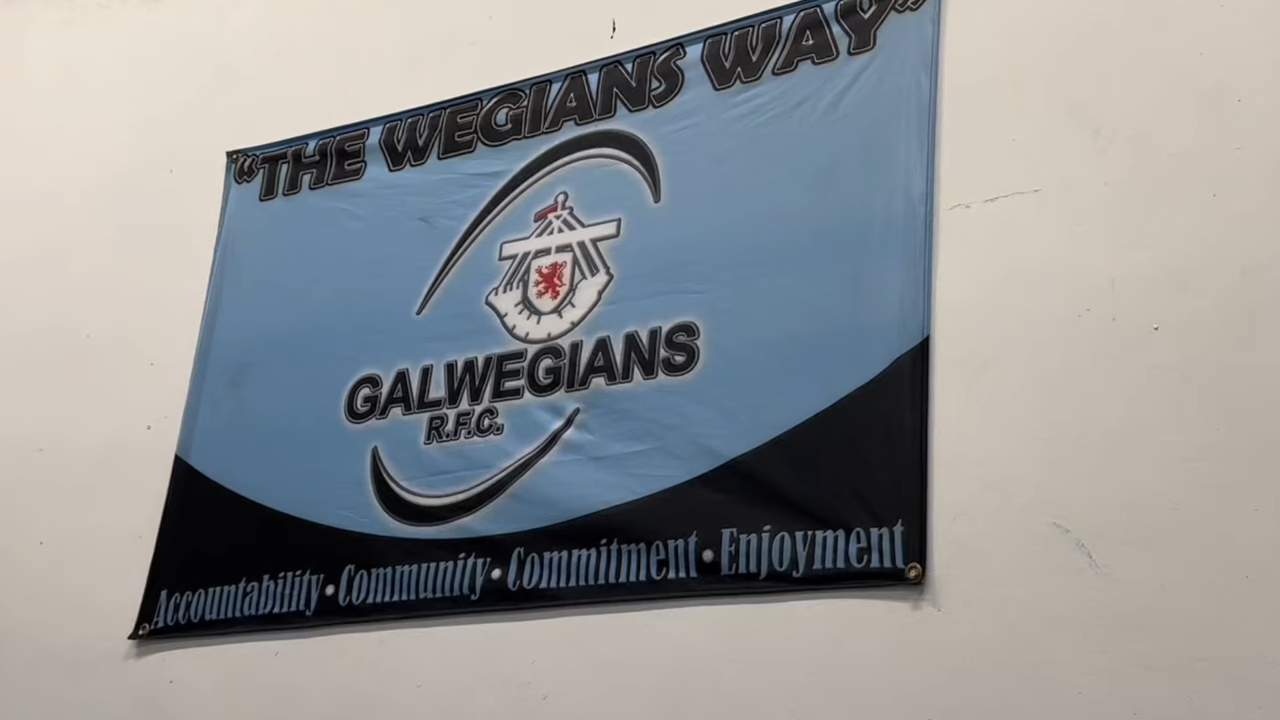 "THE WEGIANS WAY"
GALWEGIANS
R.F.C.
Accountability • Community • Commitment • Enjoyment